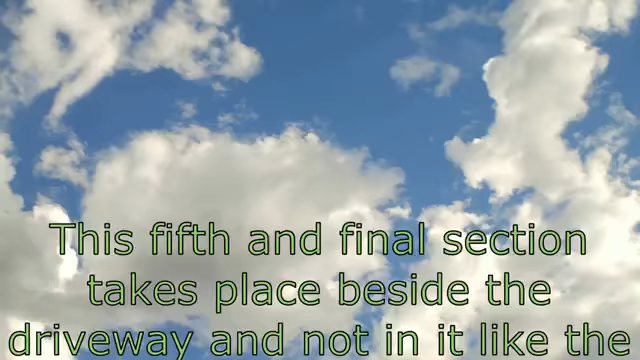 This fifth and final section
takes place beside the
driveway and not in it like the